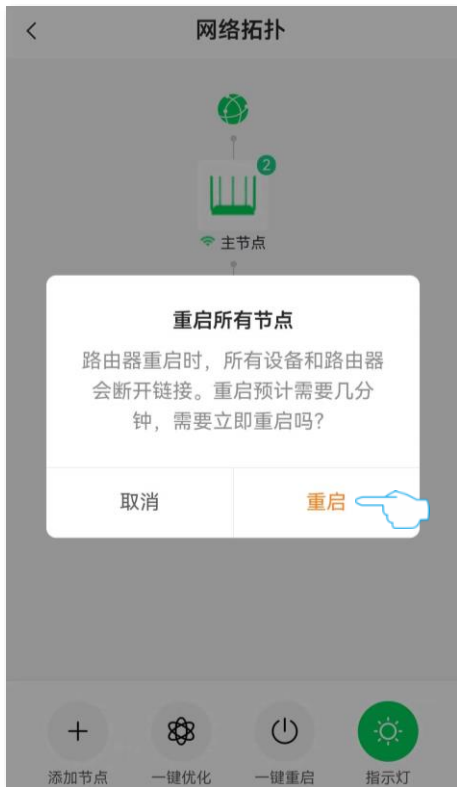 网络拓扑
2
主节点
重启所有节点
路由器重启时，所有设备和路由器
会断开链接。重启预计需要几分
钟，需要立即重启吗？
取消 重启
添加节点 一键优化 一键重启 指示灯